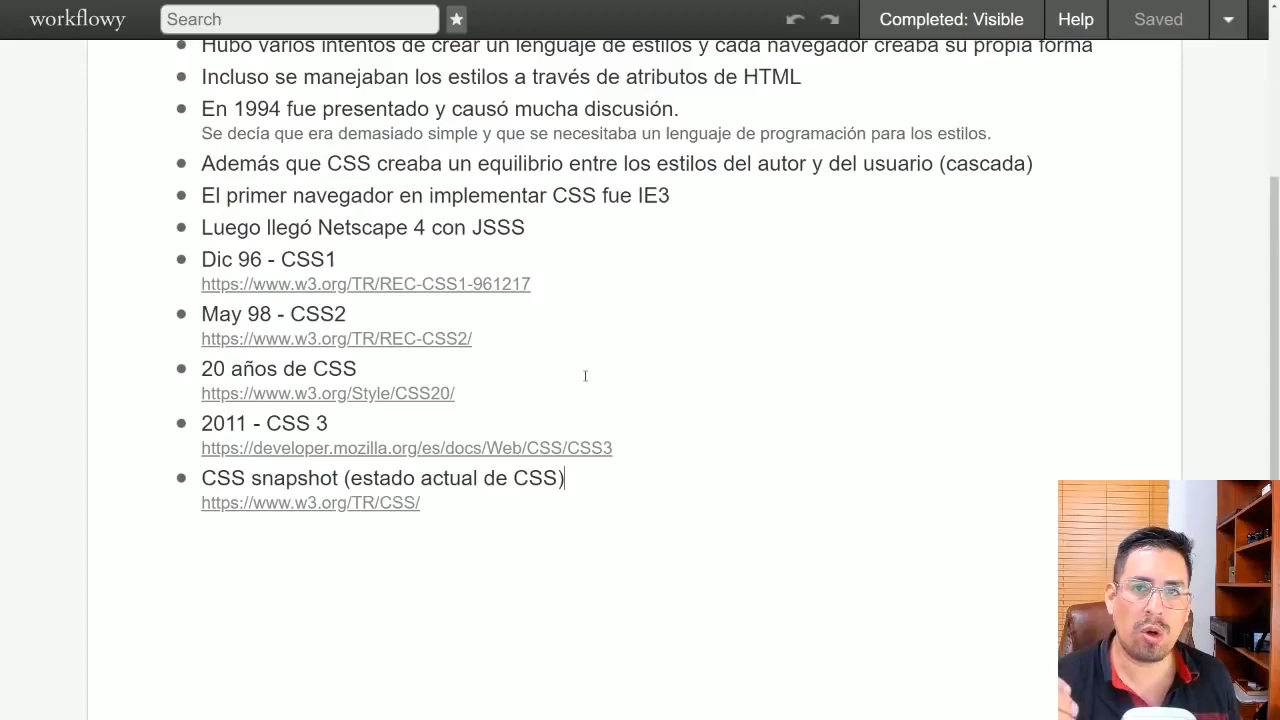 workflowy
Search
Completed: Visible
Help
Saved
Hubo varios intentos de crear un lenguaje de estilos y cada navegador creaba su propia forma
Incluso se manejaban los estilos a través de atributos de HTML
En 1994 fue presentado y causó mucha discusión.
Se decía que era demasiado simple y que se necesitaba un lenguaje de programación para los estilos.
Además que CSS creaba un equilibrio entre los estilos del autor y del usuario (cascada)
El primer navegador en implementar CSS fue IE3
Luego llegó Netscape 4 con JSSS
Dic 96 - CSS1
https://www.w3.org/TR/REC-CSS1-961217
May 98 - CSS2
https://www.w3.org/TR/REC-CSS2/
20 años de CSS
https://www.w3.org/Style/CSS20/
2011 - CSS 3
https://developer.mozilla.org/es/docs/Web/CSS/CSS3
CSS snapshot (estado actual de CSS)
https://www.w3.org/TR/CSS/